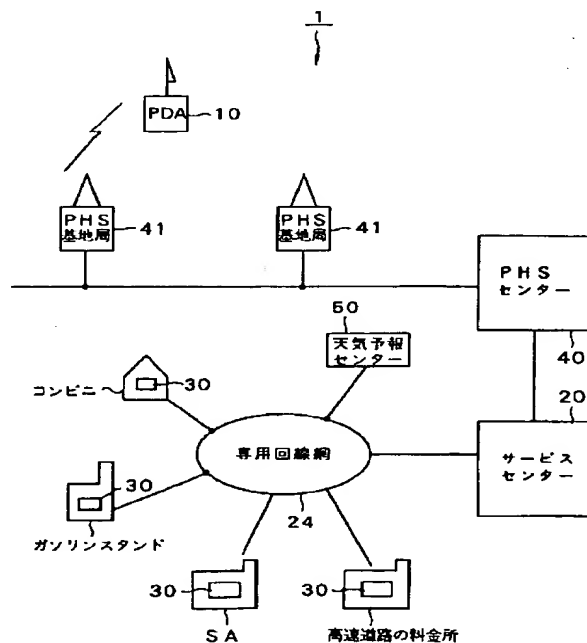 1
PDA
10
PHS
基地局
41
PHS
基地局
41
PHS
センター
40
50
天気予報
センター
20
コンビニ
30
専用回線網
サービス
センター
30
24
ガソリンスタンド
30
SA
30
高速道路の料金所